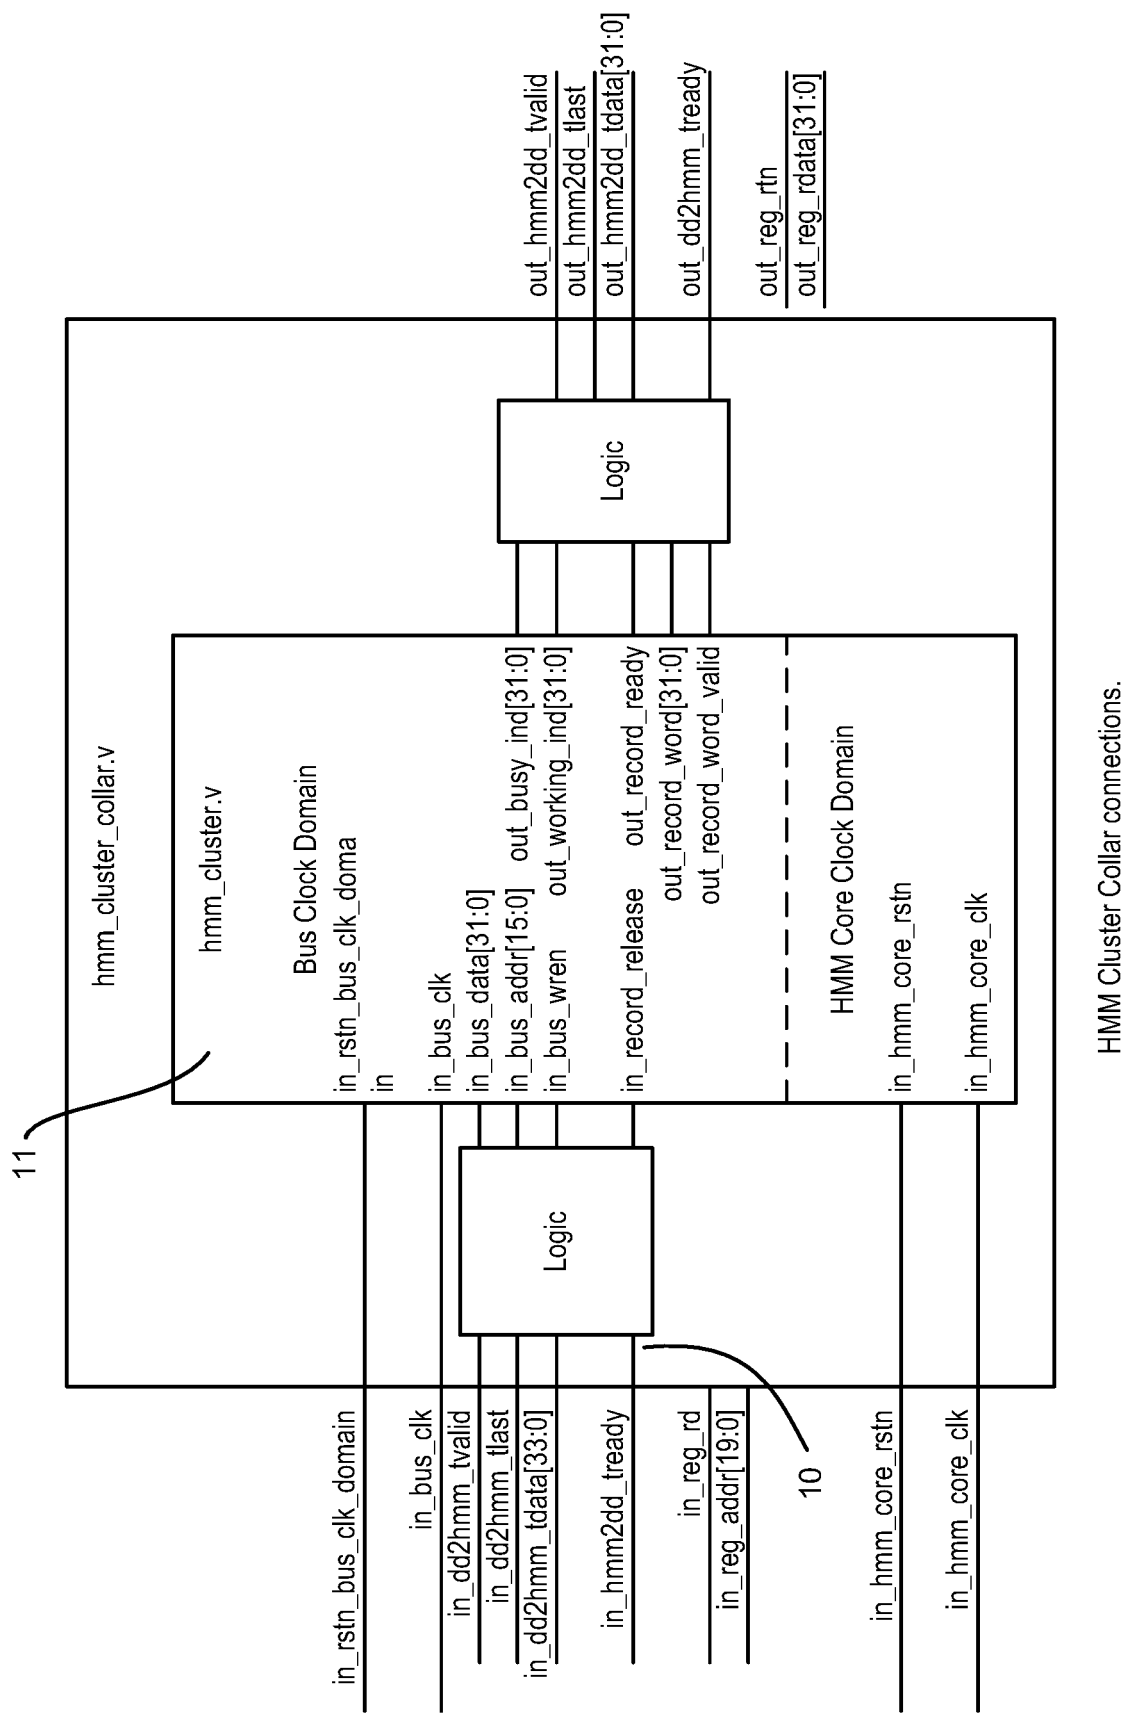 hmm_cluster_collar.v
11
hmm_cluster.v
Bus Clock Domain
in_rstn_bus_clk_domain
in_bus_clk
in_dd2hmm_tvalid
in_dd2hmm_tlast
in_dd2hmm_tdata[33:0]
in_hmm2dd_tready
in_reg_rd
in_reg_addr[19:0]
in_hmm_core_rstn
in_hmm_core_clk
10
Logic
in_rstn_bus_clk_doma
in
in_bus_clk
in_bus_data[31:0]
in_bus_addr[15:0]
in_bus_wren
in_record_release
out_busy_ind[31:0]
out_working_ind[31:0]
out_record_ready
out_record_word[31:0]
out_record_word_valid
HMM Core Clock Domain
in_hmm_core_rstn
in_hmm_core_clk
Logic
out_hmm2dd_tvalid
out_hmm2dd_tlast
out_hmm2dd_tdata[31:0]
out_dd2hmm_tready
out_reg_rtn
out_reg_rdata[31:0]
HMM Cluster Collar connections.